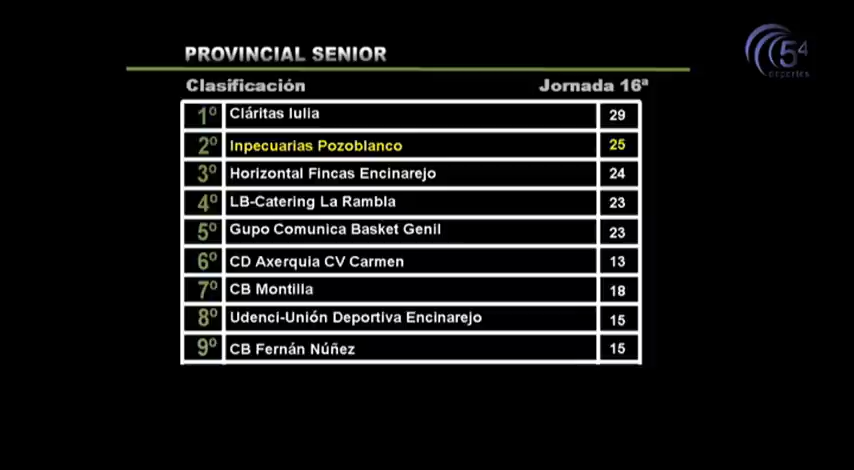 PROVINCIAL SENIOR
54
deportes
Clasificación Jornada 16ª
1º Cláritas Iulia 29
2º Inpecuarias Pozoblanco 25
3º Horizontal Fincas Encinarejo 24
4º LB-Catering La Rambla 23
5º Gupo Comunica Basket Genil 23
6º CD Axerquia CV Carmen 13
7º CB Montilla 18
8º Udenci-Unión Deportiva Encinarejo 15
9º CB Fernán Núñez 15